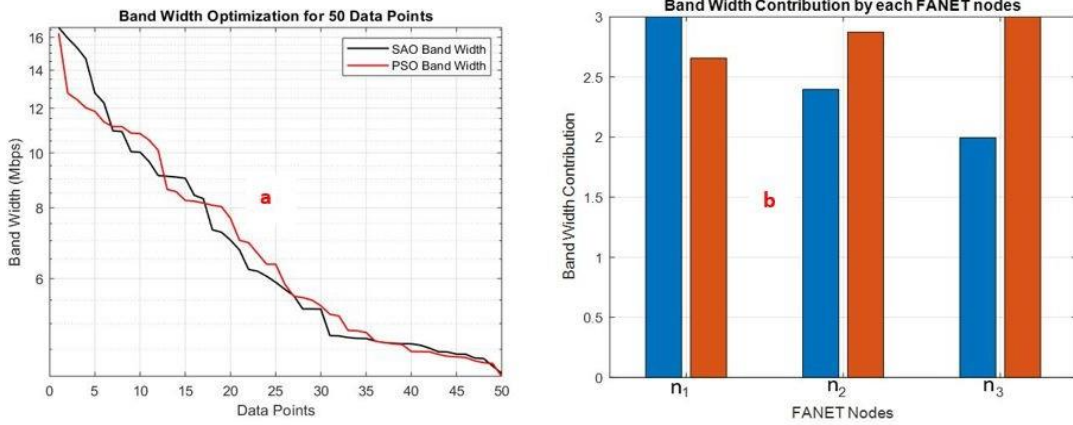 Band Width Optimization for 50 Data Points
SAO Band Width
PSO Band Width
16
14
12
10
8
6
Band Width (Mbps)
a
0 5 10 15 20 25 30 35 40 45 50
Data Points
Band Width Contribution by each FANET nodes
3
2.5
2
1.5
1
0.5
0
Band Width Contribution
b
n1 n2 n3
FANET Nodes